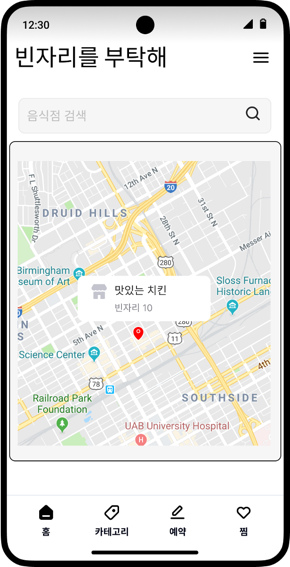 12:30
빈자리를 부탁해
음식점 검색
12th Ave N
F L Shuttlesworth Dr
20
31st St N
DRUID HILLS
28th St N
Messer Ai
280
Birmingham
seum of Art
맛있는 치킨
빈자리 10
Sloss Furnac
Historic Lan
280
N
S
5th Ave N
11
Science Center
4th
78
Railroad Park
Foundation
SOUTHSIDE
UAB University Hospital
H
홈
카테고리
예약
찜